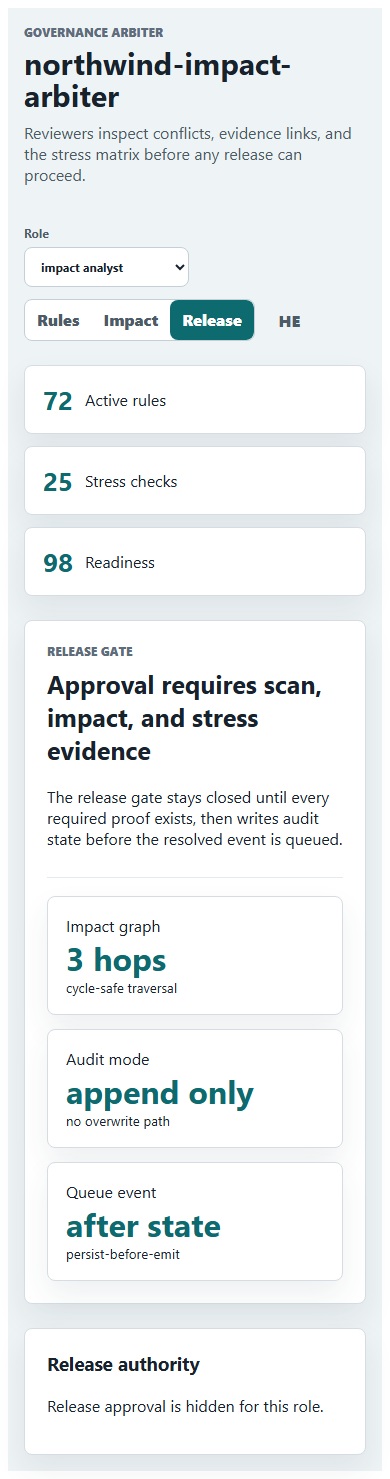 GOVERNANCE ARBITER
northwind-impact-
arbiter
Reviewers inspect conflicts, evidence links, and
the stress matrix before any release can
proceed.
Role
impact analyst
Rules Impact Release HE
72 Active rules
25 Stress checks
98 Readiness
RELEASE GATE
Approval requires scan,
impact, and stress
evidence
The release gate stays closed until every
required proof exists, then writes audit
state before the resolved event is queued.
Impact graph
3 hops
cycle-safe traversal
Audit mode
append only
no overwrite path
Queue event
after state
persist-before-emit
Release authority
Release approval is hidden for this role.